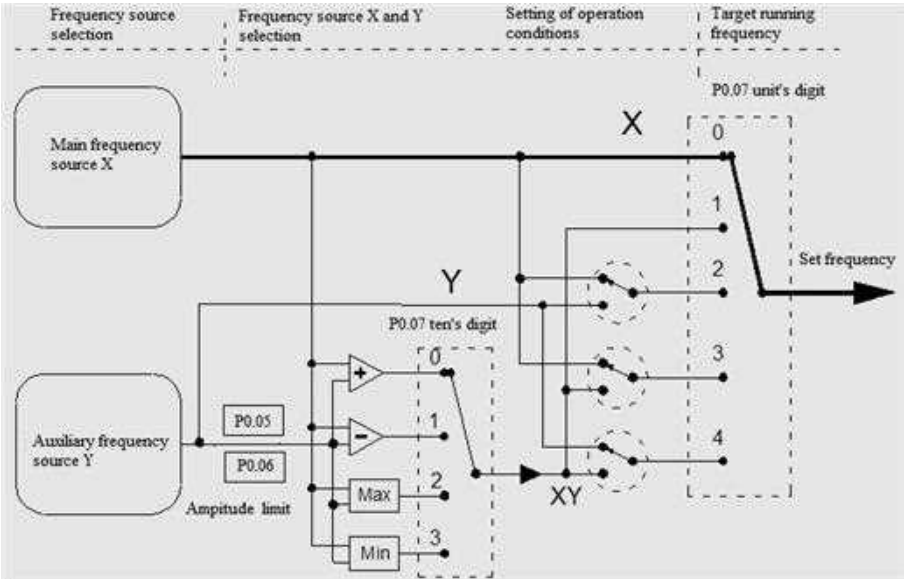 Frequency source
selection
Frequency source X and Y
selection
Setting of operation
conditions
Target running
frequency
P0.07 unit's digit
Main frequency
source X
X
0
1
2
3
4
Set frequency
Y
P0.07 ten's digit
0
1
2
3
+
−
Max
Min
XY
Auxiliary frequency
source Y
P0.05
P0.06
Ampitude limit